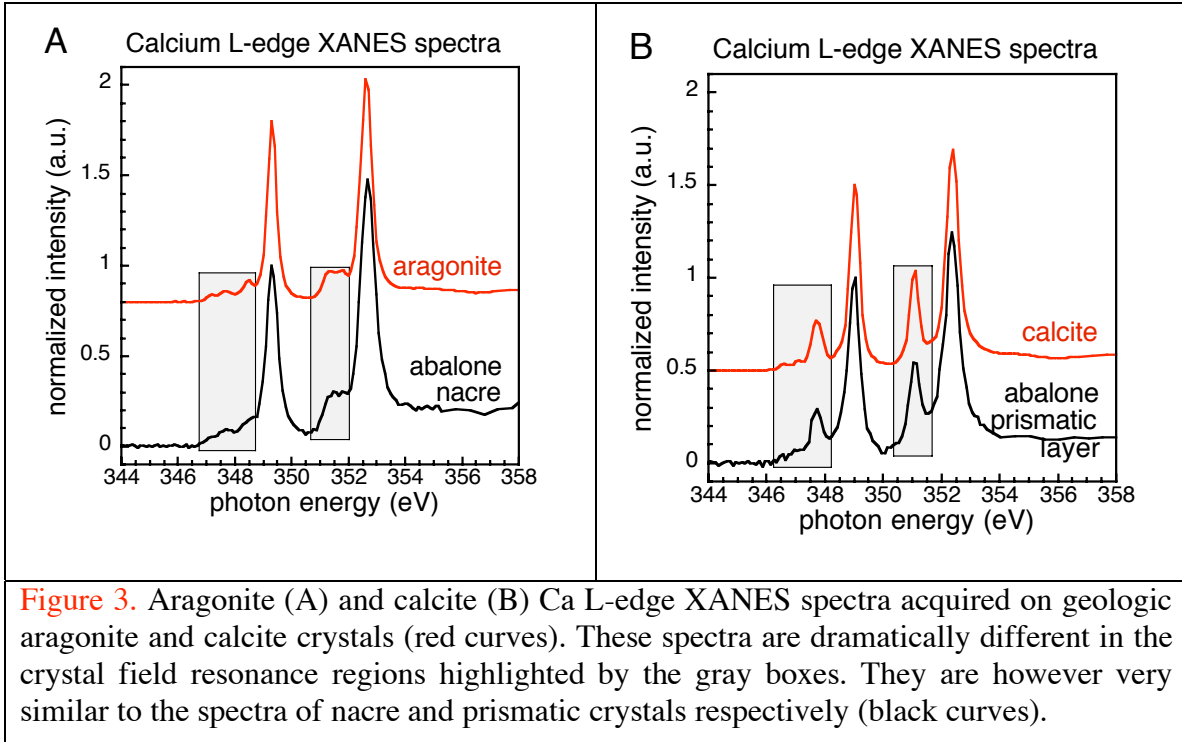 A
Calcium L-edge XANES spectra
normalized intensity (a.u.)
2
1.5
1
0.5
0
aragonite
abalone
nacre
344 346 348 350 352 354 356 358
photon energy (eV)
B
Calcium L-edge XANES spectra
normalized intensity (a.u.)
2
1.5
1
0.5
0
calcite
abalone
prismatic
layer
344 346 348 350 352 354 356 358
photon energy (eV)
Figure 3. Aragonite (A) and calcite (B) Ca L-edge XANES spectra acquired on geologic
aragonite and calcite crystals (red curves). These spectra are dramatically different in the
crystal field resonance regions highlighted by the gray boxes. They are however very
similar to the spectra of nacre and prismatic crystals respectively (black curves).